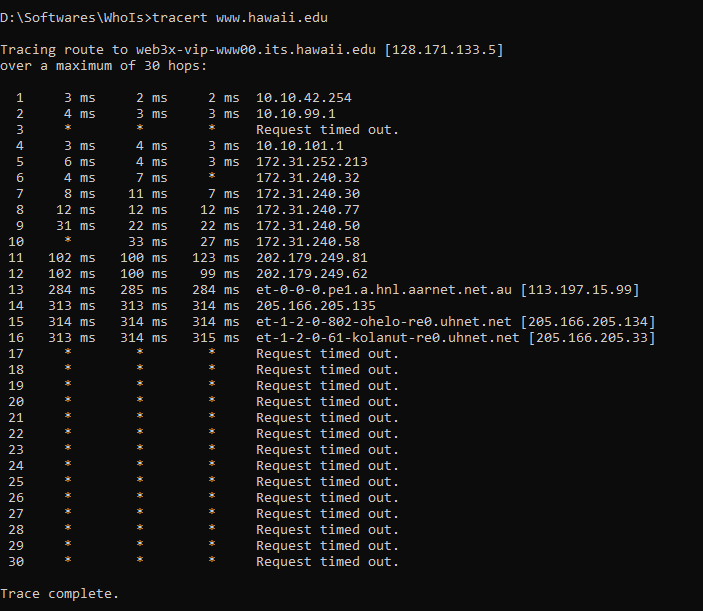 D:\Softwares\WhoIs>tracert www.hawaii.edu
Tracing route to web3x-vip-www00.its.hawaii.edu [128.171.133.5]
over a maximum of 30 hops:
1 3 ms 2 ms 2 ms 10.10.42.254
2 4 ms 3 ms 3 ms 10.10.99.1
3 * * * Request timed out.
4 3 ms 4 ms 3 ms 10.10.101.1
5 6 ms 4 ms 3 ms 172.31.252.213
6 4 ms 7 ms * 172.31.240.32
7 8 ms 11 ms 7 ms 172.31.240.30
8 12 ms 12 ms 12 ms 172.31.240.77
9 31 ms 22 ms 22 ms 172.31.240.50
10 * 33 ms 27 ms 172.31.240.58
11 102 ms 100 ms 123 ms 202.179.249.81
12 102 ms 100 ms 99 ms 202.179.249.62
13 284 ms 285 ms 284 ms et-0-0-0.pe1.a.hnl.aarnet.net.au [113.197.15.99]
14 313 ms 313 ms 314 ms 205.166.205.135
15 314 ms 314 ms 314 ms et-1-2-0-802-ohelo-re0.uhnet.net [205.166.205.134]
16 313 ms 314 ms 315 ms et-1-2-0-61-kolanut-re0.uhnet.net [205.166.205.33]
17 * * * Request timed out.
18 * * * Request timed out.
19 * * * Request timed out.
20 * * * Request timed out.
21 * * * Request timed out.
22 * * * Request timed out.
23 * * * Request timed out.
24 * * * Request timed out.
25 * * * Request timed out.
26 * * * Request timed out.
27 * * * Request timed out.
28 * * * Request timed out.
29 * * * Request timed out.
30 * * * Request timed out.
Trace complete.